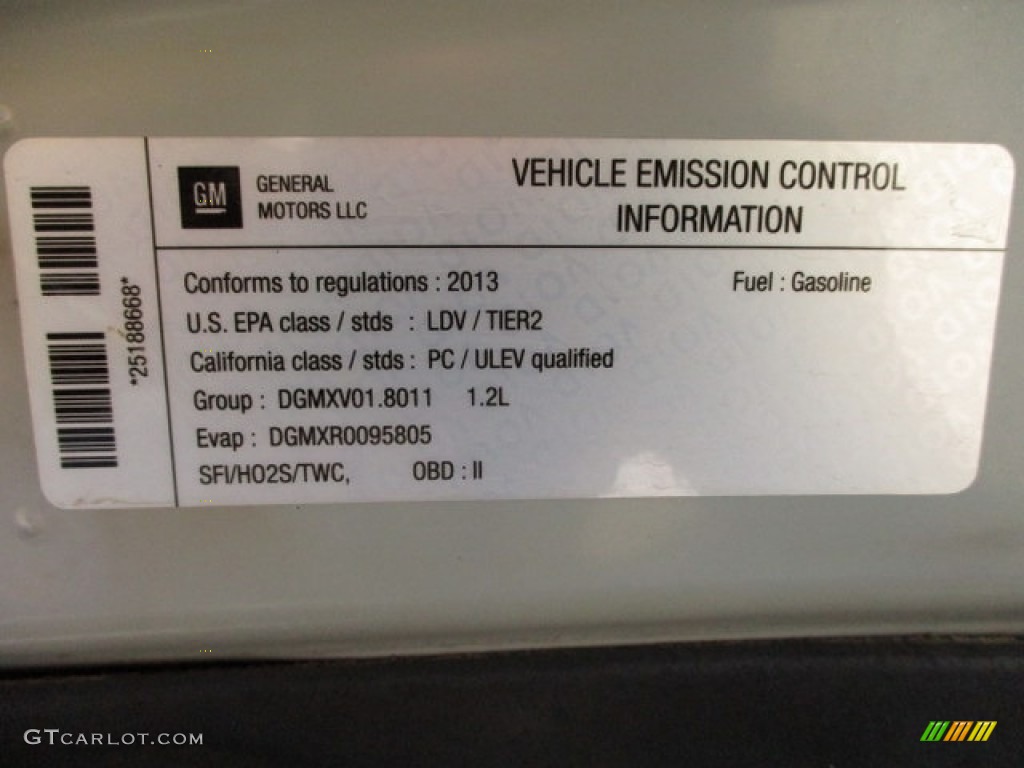 GM
GENERAL
MOTORS LLC
VEHICLE EMISSION CONTROL
INFORMATION
*25188668*
Conforms to regulations : 2013 Fuel : Gasoline
U.S. EPA class / stds : LDV / TIER2
California class / stds : PC / ULEV qualified
Group : DGMXV01.8011 1.2L
Evap : DGMXR0095805
SFI/HO2S/TWC, OBD : II
GTCARLOT.COM